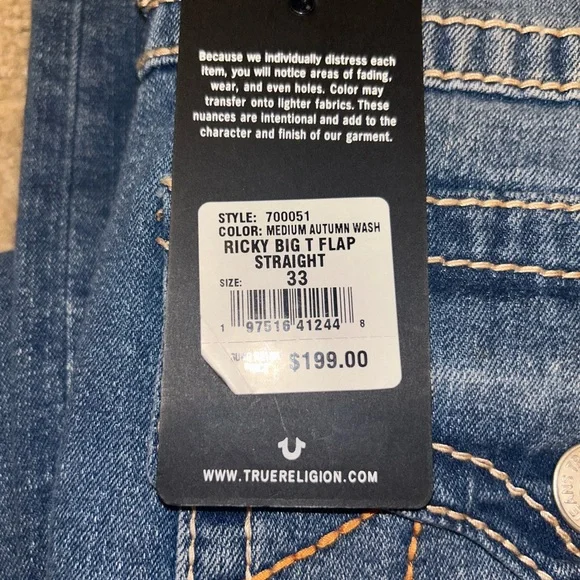 Because we individually distress each
item, you will notice areas of fading,
wear, and even holes. Color may
transfer onto lighter fabrics. These
nuances are intentional and add to the
character and finish of our garment.
STYLE: 700051
COLOR: MEDIUM AUTUMN WASH
RICKY BIG T FLAP
STRAIGHT
SIZE: 33
1 97516 41244 8
$199.00
WWW.TRUERELIGION.COM